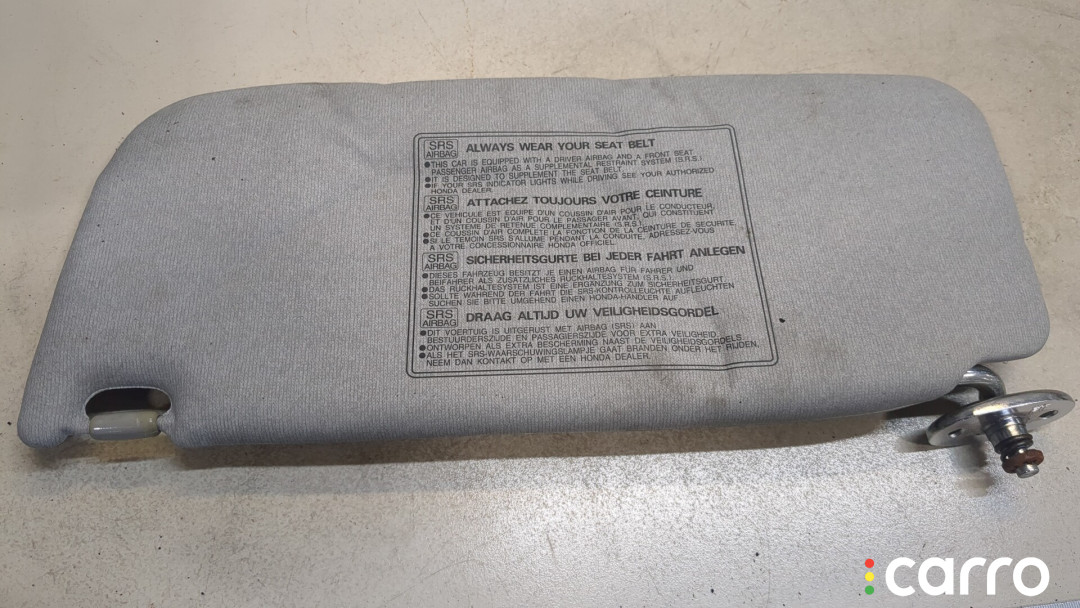 SRS AIRBAG ALWAYS WEAR YOUR SEAT BELT
●THIS CAR IS EQUIPPED WITH A DRIVER AIRBAG AND A FRONT SEAT
PASSENGER AIRBAG AS A SUPPLEMENTAL RESTRAINT SYSTEM (S.R.S.)
●IT IS DESIGNED TO SUPPLEMENT THE SEAT BELT
●IF YOUR SRS INDICATOR LIGHTS WHILE DRIVING SEE YOUR AUTHORIZED
HONDA DEALER.
SRS AIRBAG ATTACHEZ TOUJOURS VOTRE CEINTURE
●CE VEHICULE EST EQUIPE D'UN COUSSIN D'AIR POUR LE CONDUCTEUR
ET D'UN COUSSIN D'AIR POUR LE PASSAGER AVANT, QUI CONSTITUENT
UN SYSTEME DE RETENUE COMPLEMENTAIRE (S.R.S.)
●CE COUSSIN D'AIR COMPLETE LA FONCTION DE LA CEINTURE DE SECURITE.
●SI LE TEMOIN SRS S'ALLUME PENDANT LA CONDUITE, ADRESSEZ-VOUS
A VOTRE CONCESSIONNAIRE HONDA OFFICIEL.
SRS AIRBAG SICHERHEITSGURTE BEI JEDER FAHRT ANLEGEN
●DIESES FAHRZEUG BESITZT JE EINEN AIRBAG FUR FAHRER UND
BEIFAHRER ALS ZUSATZLICHES RUCKHALTESYSTEM (S.R.S.)
●DAS RUCKHALTESYSTEM IST EINE ERGANZUNG ZUM SICHERHEITSGURT.
●SOLLTE WAHREND DER FAHRT DIE SRS-KONTROLLEUCHTE AUFLEUCHTEN
SUCHEN SIE BITTE UMGEHEND EINEN HONDA-HANDLER AUF
SRS AIRBAG DRAAG ALTIJD UW VEILIGHEIDSGORDEL
●DIT VOERTUIG IS UITGERUST MET AIRBAG (SRS) AAN
BESTUURDERSZIJDE EN PASSAGIERSZIJDE VOOR EXTRA VEILIGHEID
●ONTWORPEN ALS EXTRA BESCHERMING NAAST DE VEILIGHEIDSGORDELS
●ALS HET SRS-WAARSCHUWINGSLAMPJE GAAT BRANDEN ONDER HET RIJDEN,
NEEM DAN KONTAKT OP MET EEN HONDA DEALER.
carro